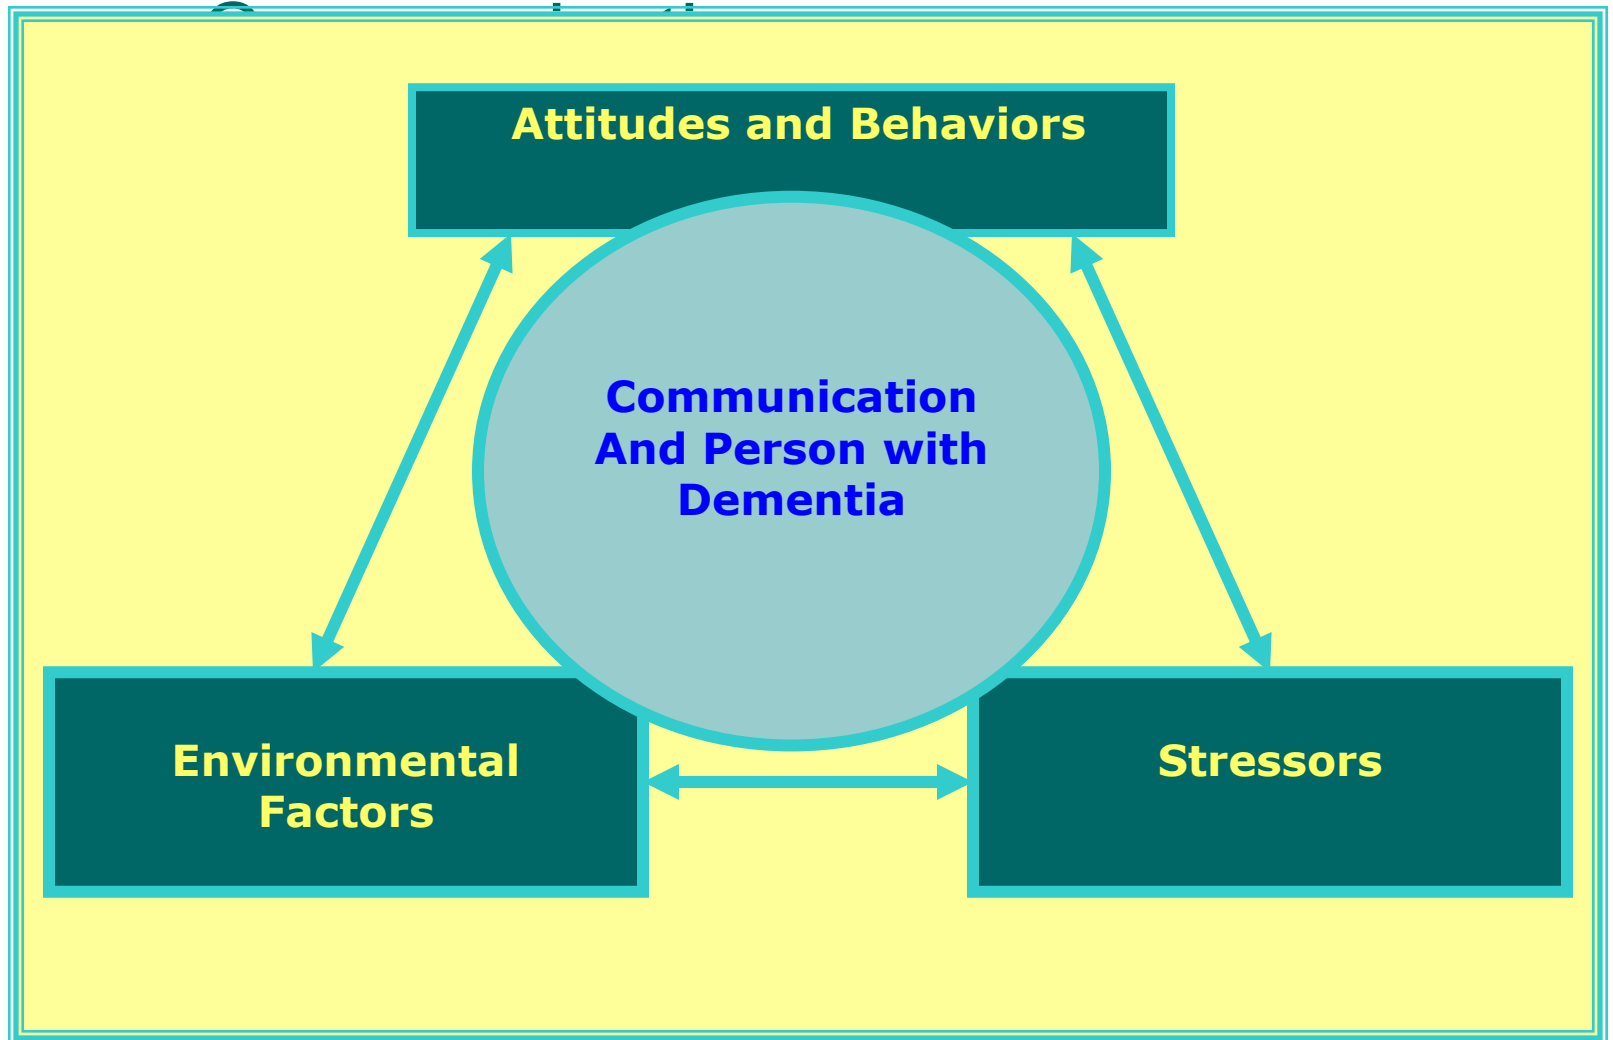 Attitudes and Behaviors
Communication
And Person with
Dementia
Environmental
Factors
Stressors